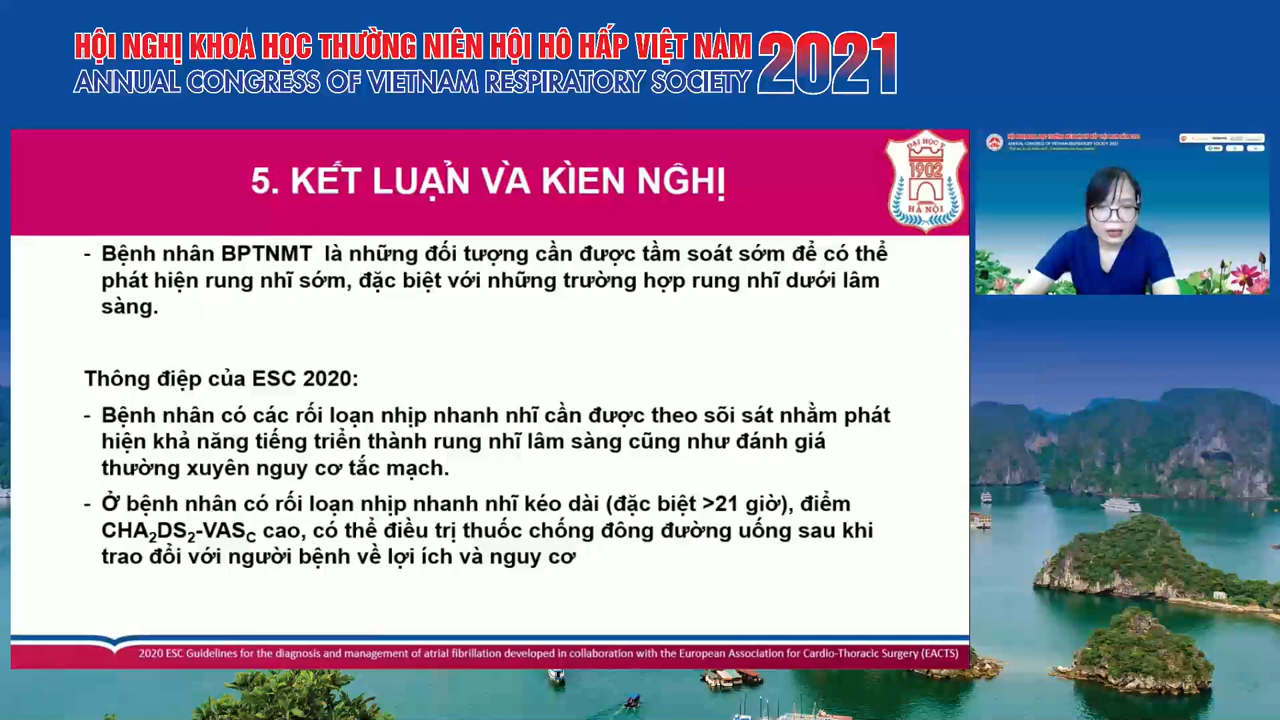 HỘI NGHỊ KHOA HỌC THƯỜNG NIÊN HỘI HÔ HẤP VIỆT NAM 2021
ANNUAL CONGRESS OF VIETNAM RESPIRATORY SOCIETY
5. KẾT LUẠN VÀ KÌEN NGHỊ
ĐẠI HỌC Y
1902
HÀ NỘI
ANNUAL CONGRESS OF VIETNAM RESPIRATORY SOCIETY 2021
- Bệnh nhân BPTNMT là những đối tượng cần được tầm soát sớm để có thể
phát hiện rung nhĩ sớm, đặc biệt với những trường hợp rung nhĩ dưới lâm
sàng.
Thông điệp của ESC 2020:
- Bệnh nhân có các rối loạn nhịp nhanh nhĩ cần được theo sõi sát nhằm phát
hiện khả năng tiếng triển thành rung nhĩ lâm sàng cũng như đánh giá
thường xuyên nguy cơ tắc mạch.
- Ở bệnh nhân có rối loạn nhịp nhanh nhĩ kéo dài (đặc biệt >21 giờ), điểm
CHA₂DS₂-VASC cao, có thể điều trị thuốc chống đông đường uống sau khi
trao đổi với người bệnh về lợi ích và nguy cơ
2020 ESC Guidelines for the diagnosis and management of atrial fibrillation developed in collaboration with the European Association for Cardio-Thoracic Surgery (EACTS)